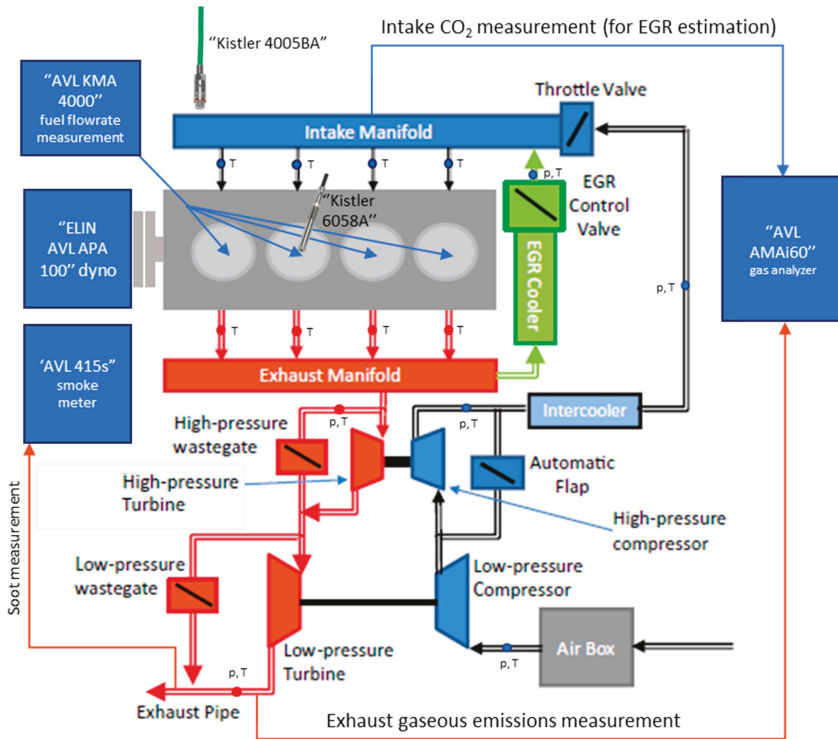 Intake CO₂ measurement (for EGR estimation)
“Kistler 4005BA”
“AVL KMA
4000”
fuel flowrate
measurement
Throttle Valve
Intake Manifold
T
T
T
T
p, T
EGR
Control
Valve
“Kistler
6058A”
“ELIN
AVL APA
100” dyno
“AVL
AMAi60”
gas analyzer
EGR Cooler
p, T
T
T
T
T
‘AVL 415s”
smoke
meter
Exhaust Manifold
High-pressure
wastegate
p, T
p, T
Intercooler
Automatic
Flap
High-pressure
Turbine
High-pressure
compressor
Soot measurement
Low-pressure
wastegate
Low-pressure
Compressor
Low-pressure
Turbine
p, T
Air Box
p, T
Exhaust Pipe
Exhaust gaseous emissions measurement